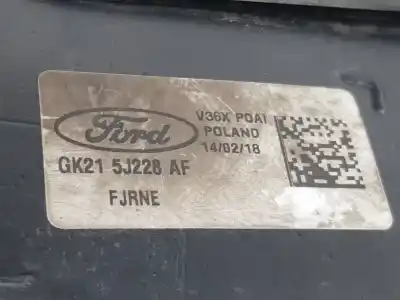 Ford
V36X POAI
POLAND
14/02/18
GK21 5J228 AF
FJRNE